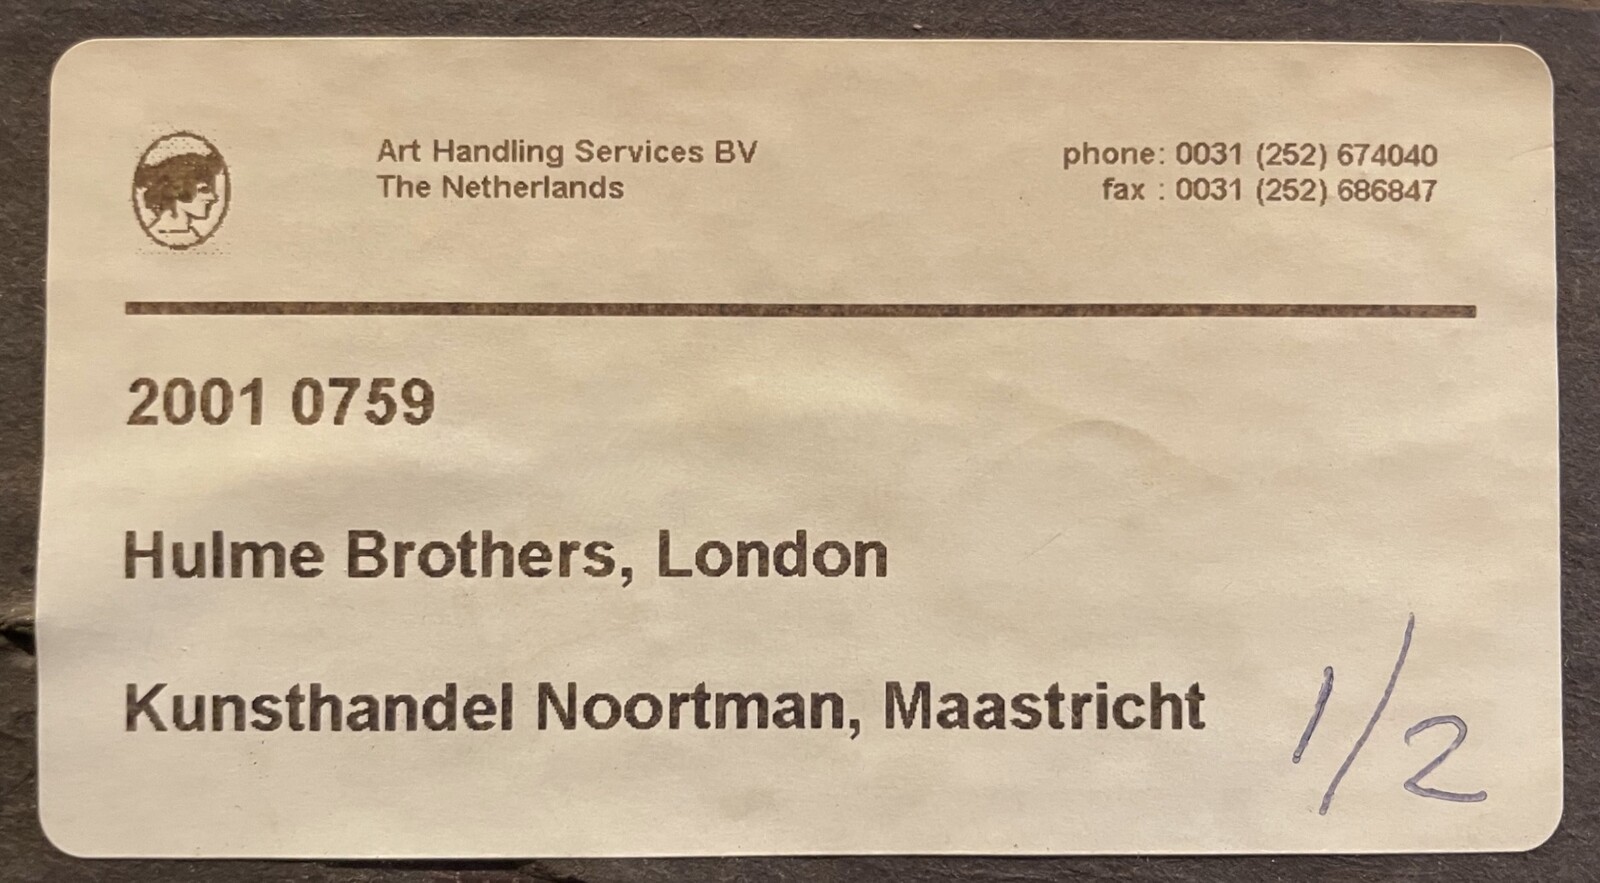 Art Handling Services BV
The Netherlands
phone: 0031 (252) 674040
fax : 0031 (252) 686847
2001 0759
Hulme Brothers, London
Kunsthandel Noortman, Maastricht
1/2